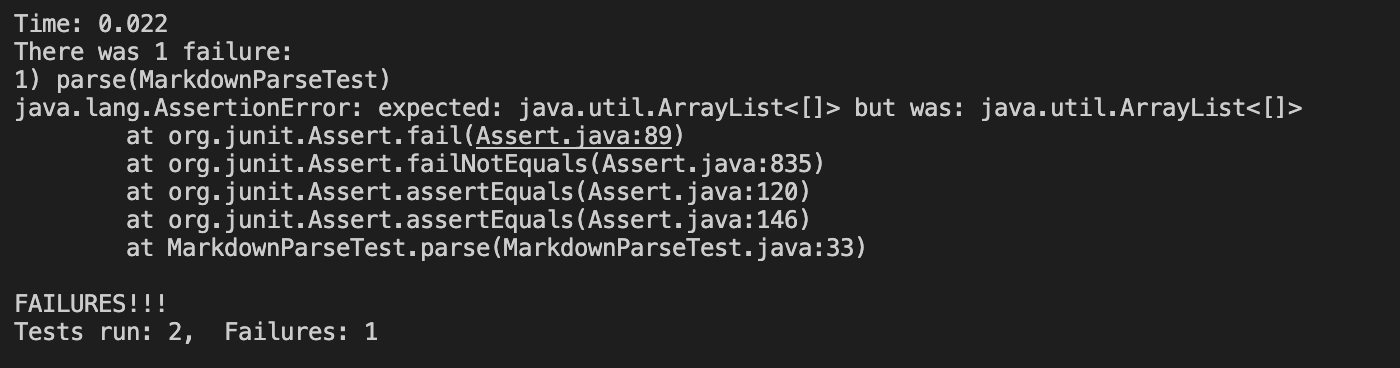 Time: 0.022
There was 1 failure:
1) parse(MarkdownParseTest)
java.lang.AssertionError: expected: java.util.ArrayList<[]> but was: java.util.ArrayList<[]>
        at org.junit.Assert.fail(Assert.java:89)
        at org.junit.Assert.failNotEquals(Assert.java:835)
        at org.junit.Assert.assertEquals(Assert.java:120)
        at org.junit.Assert.assertEquals(Assert.java:146)
        at MarkdownParseTest.parse(MarkdownParseTest.java:33)

FAILURES!!!
Tests run: 2,  Failures: 1